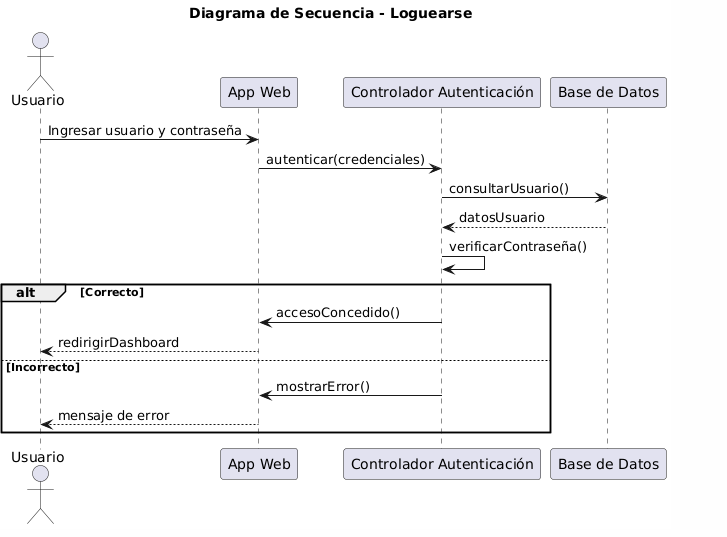 Diagrama de Secuencia - Loguearse
Usuario
App Web
Controlador Autenticación
Base de Datos
Ingresar usuario y contraseña
autenticar(credenciales)
consultarUsuario()
datosUsuario
verificarContraseña()
alt
[Correcto]
accesoConcedido()
redirigirDashboard
[Incorrecto]
mostrarError()
mensaje de error
Usuario
App Web
Controlador Autenticación
Base de Datos